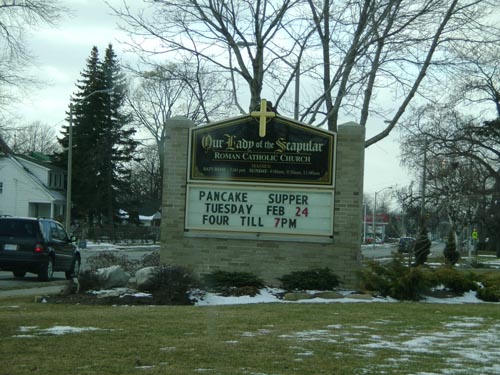 Our Lady of the Scapular
ROMAN CATHOLIC CHURCH
PANCAKE SUPPER
TUESDAY FEB 24
FOUR TILL 7PM